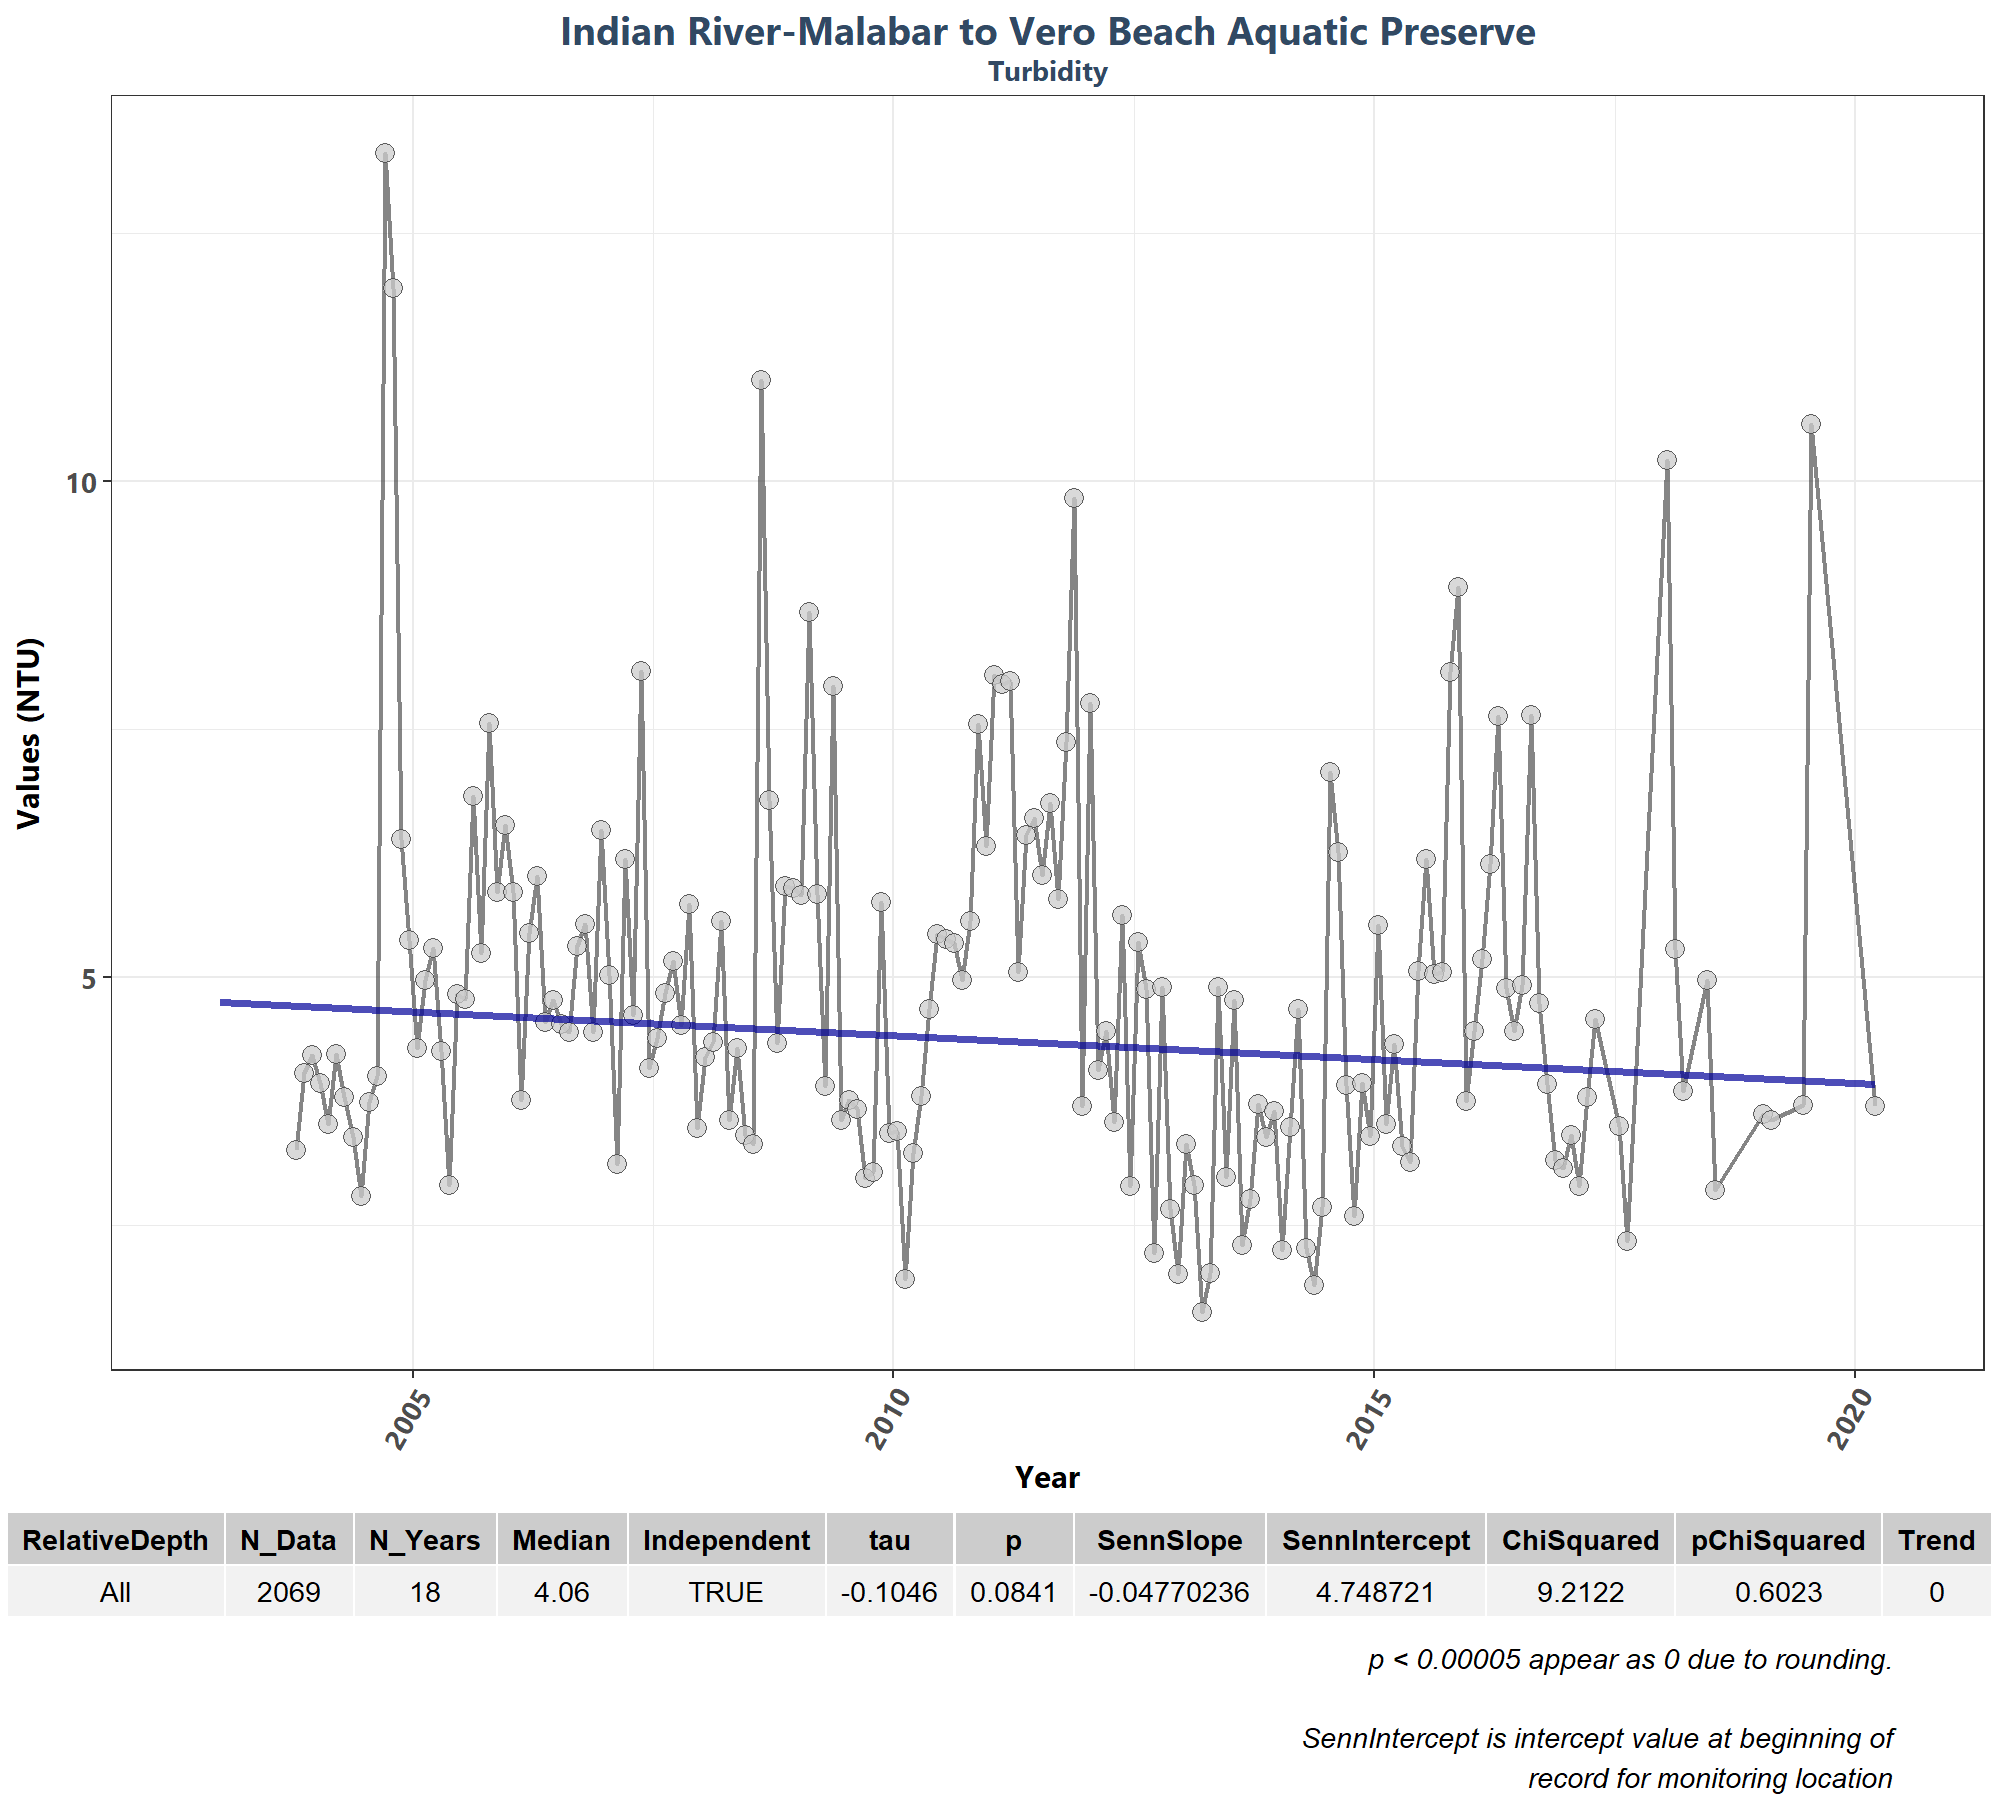 Indian River-Malabar to Vero Beach Aquatic Preserve
Turbidity
Values (NTU)
10
5
2005
2010
2015
2020
Year
RelativeDepth N_Data N_Years Median Independent tau p SennSlope SennIntercept ChiSquared pChiSquared Trend
All 2069 18 4.06 TRUE -0.1046 0.0841 -0.04770236 4.748721 9.2122 0.6023 0
p < 0.00005 appear as 0 due to rounding.
SennIntercept is intercept value at beginning of
record for monitoring location